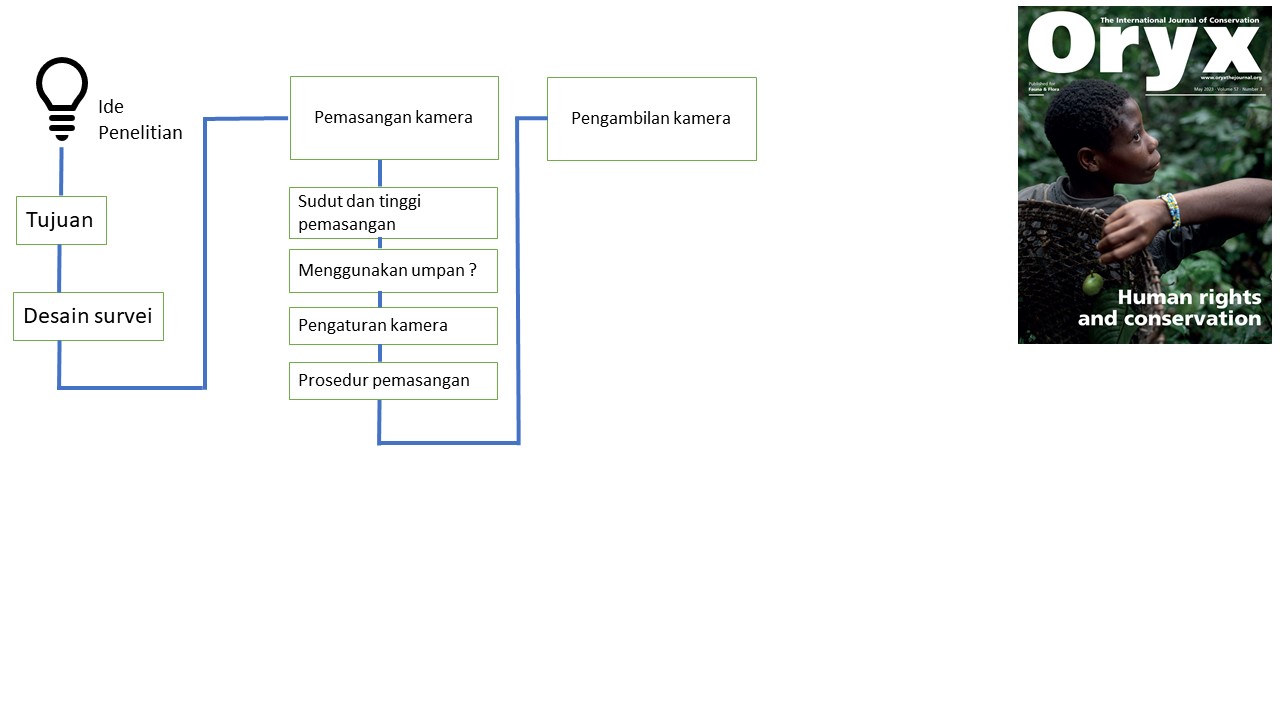 Ide
Penelitian
Tujuan
Desain survei
Pemasangan kamera
Sudut dan tinggi
pemasangan
Menggunakan umpan ?
Pengaturan kamera
Prosedur pemasangan
Pengambilan kamera
The International Journal of Conservation
Oryx
www.oryxthejournal.org
Published for
Fauna & Flora
May 2023 Volume 57 Number 3
Human rights
and conservation